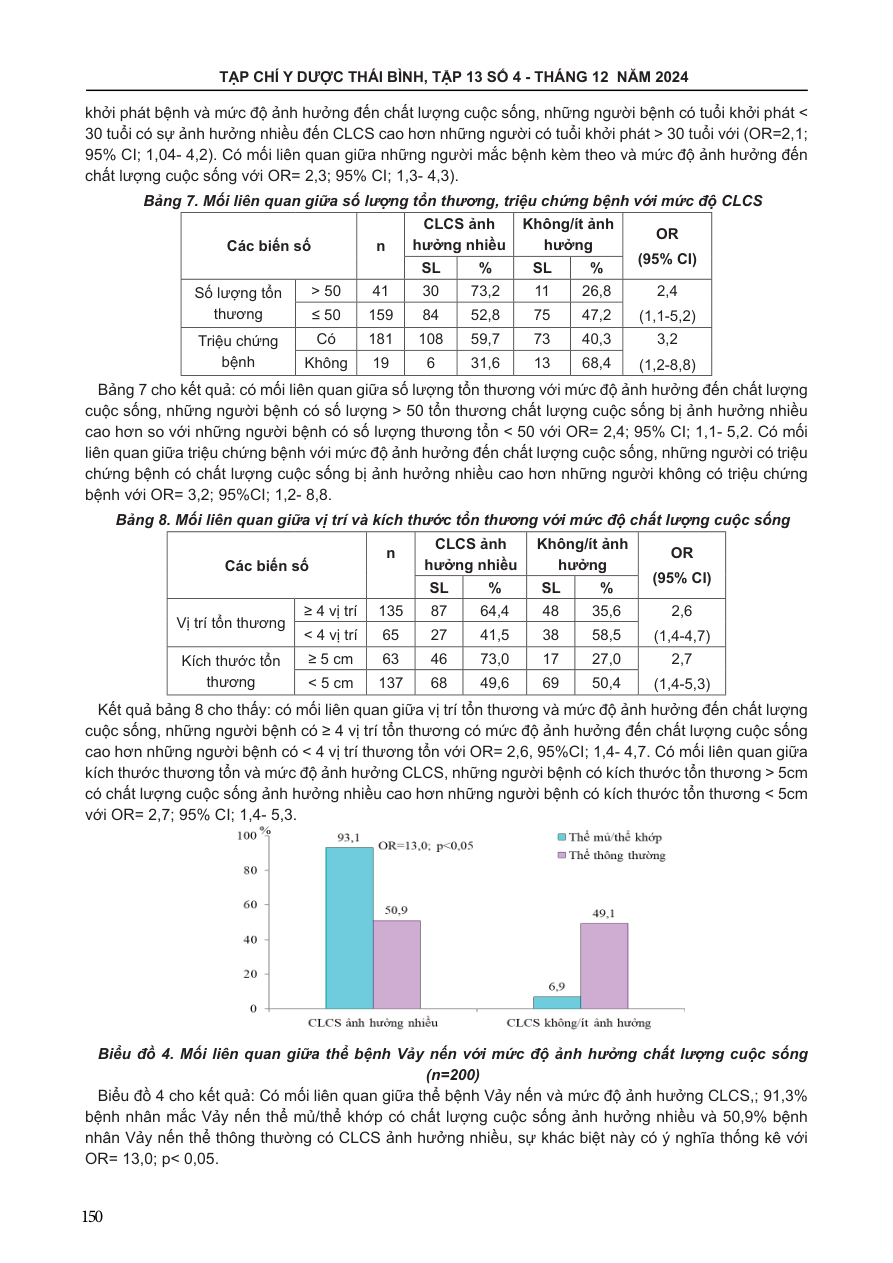 TẠP CHÍ Y DƯỢC THÁI BÌNH, TẬP 13 SỐ 4 - THÁNG 12 NĂM 2024
khởi phát bệnh và mức độ ảnh hưởng đến chất lượng cuộc sống, những người bệnh có tuổi khởi phát <
30 tuổi có sự ảnh hưởng nhiều đến CLCS cao hơn những người có tuổi khởi phát > 30 tuổi với (OR=2,1;
95% CI; 1,04- 4,2). Có mối liên quan giữa những người mắc bệnh kèm theo và mức độ ảnh hưởng đến
chất lượng cuộc sống với OR= 2,3; 95% CI; 1,3- 4,3).
Bảng 7. Mối liên quan giữa số lượng tổn thương, triệu chứng bệnh với mức độ CLCS
Các biến số n CLCS ảnh hưởng nhiều Không/ít ảnh hưởng OR (95% CI)
SL % SL %
Số lượng tổn thương > 50 41 30 73,2 11 26,8 2,4
≤ 50 159 84 52,8 75 47,2 (1,1-5,2)
Triệu chứng bệnh Có 181 108 59,7 73 40,3 3,2
Không 19 6 31,6 13 68,4 (1,2-8,8)
Bảng 7 cho kết quả: có mối liên quan giữa số lượng tổn thương với mức độ ảnh hưởng đến chất lượng
cuộc sống, những người bệnh có số lượng > 50 tổn thương chất lượng cuộc sống bị ảnh hưởng nhiều
cao hơn so với những người bệnh có số lượng thương tổn < 50 với OR= 2,4; 95% CI; 1,1- 5,2. Có mối
liên quan giữa triệu chứng bệnh với mức độ ảnh hưởng đến chất lượng cuộc sống, những người có triệu
chứng bệnh có chất lượng cuộc sống bị ảnh hưởng nhiều cao hơn những người không có triệu chứng
bệnh với OR= 3,2; 95%CI; 1,2- 8,8.
Bảng 8. Mối liên quan giữa vị trí và kích thước tổn thương với mức độ chất lượng cuộc sống
Các biến số n CLCS ảnh hưởng nhiều Không/ít ảnh hưởng OR (95% CI)
SL % SL %
Vị trí tổn thương ≥ 4 vị trí 135 87 64,4 48 35,6 2,6
< 4 vị trí 65 27 41,5 38 58,5 (1,4-4,7)
Kích thước tổn thương ≥ 5 cm 63 46 73,0 17 27,0 2,7
< 5 cm 137 68 49,6 69 50,4 (1,4-5,3)
Kết quả bảng 8 cho thấy: có mối liên quan giữa vị trí tổn thương và mức độ ảnh hưởng đến chất lượng
cuộc sống, những người bệnh có ≥ 4 vị trí tổn thương có mức độ ảnh hưởng đến chất lượng cuộc sống
cao hơn những người bệnh có < 4 vị trí thương tổn với OR= 2,6, 95%CI; 1,4- 4,7. Có mối liên quan giữa
kích thước thương tổn và mức độ ảnh hưởng CLCS, những người bệnh có kích thước tổn thương > 5cm
có chất lượng cuộc sống ảnh hưởng nhiều cao hơn những người bệnh có kích thước tổn thương < 5cm
với OR= 2,7; 95% CI; 1,4- 5,3.
%
100
80
60
40
20
0
93,1
OR=13,0; p<0,05
50,9
6,9
49,1
Thể mủ/thể khớp
Thể thông thường
CLCS ảnh hưởng nhiều
CLCS không/ít ảnh hưởng
Biểu đồ 4. Mối liên quan giữa thể bệnh Vảy nến với mức độ ảnh hưởng chất lượng cuộc sống
(n=200)
Biểu đồ 4 cho kết quả: Có mối liên quan giữa thể bệnh Vảy nến và mức độ ảnh hưởng CLCS,; 91,3%
bệnh nhân mắc Vảy nến thể mủ/thể khớp có chất lượng cuộc sống ảnh hưởng nhiều và 50,9% bệnh
nhân Vảy nến thể thông thường có CLCS ảnh hưởng nhiều, sự khác biệt này có ý nghĩa thống kê với
OR= 13,0; p< 0,05.
150